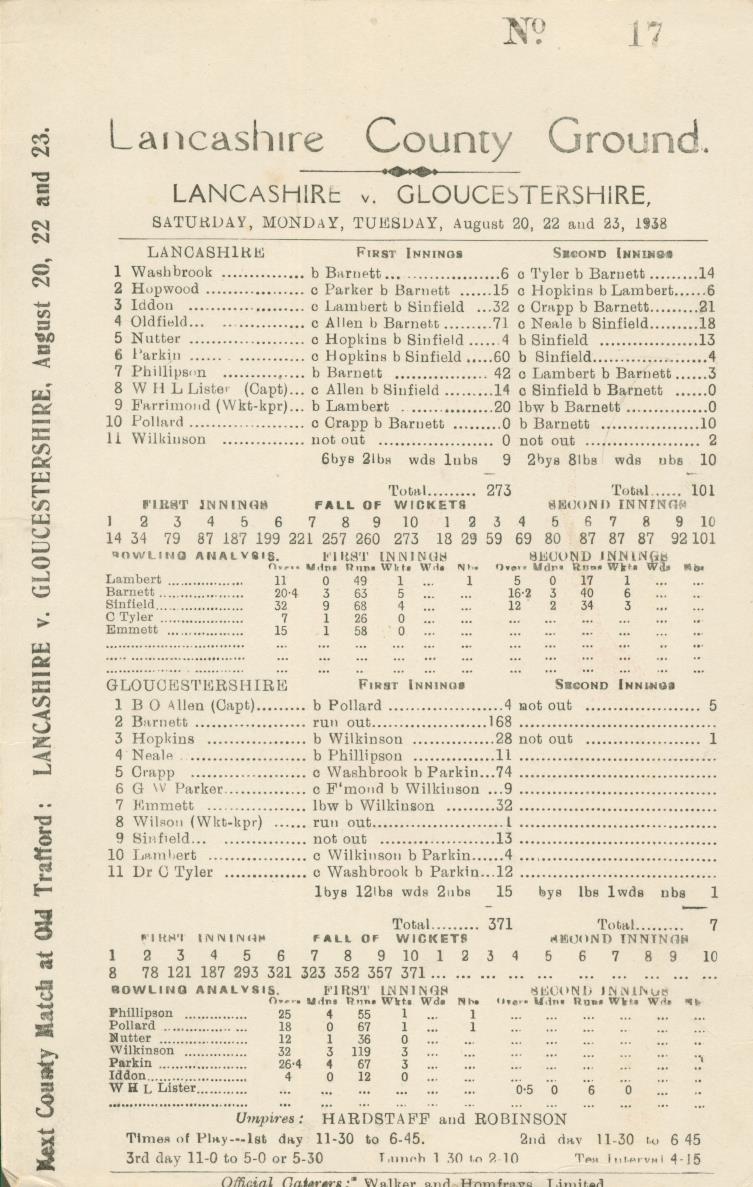 No 17
Lancashire County Ground.
LANCASHIRE v. GLOUCESTERSHIRE,
SATURDAY, MONDAY, TUESDAY, August 20, 22 and 23, 1938
LANCASHIRE FIRST INNINGS SECOND INNINGS
1 Washbrook ............... b Barnett... ..................6 c Tyler b Barnett .........14
2 Hopwood .................. c Parker b Barnett ......15 c Hopkins b Lambert......6
3 Iddon ........................ c Lambert b Sinfield ...32 c Crapp b Barnett.........21
4 Oldfield... ................. c Allen b Barnett .........71 c Neale b Sinfield.........18
5 Nutter ........................ c Hopkins b Sinfield .....4 b Sinfield ..................13
6 Parkin ...... . .............. c Hopkins b Sinfield .....60 b Sinfield.....................4
7 Phillipson .................. b Barnett .................. 42 c Lambert b Barnett......3
8 W H L Lister (Capt)... c Allen b Sinfield .........14 c Sinfield b Barnett ......0
9 Farrimond (Wkt-kpr)... b Lambert . ...............20 lbw b Barnett...............0
10 Pollard ..................... c Crapp b Barnett .........0 b Barnett ..................10
11 Wilkinson ............... not out ..................... 0 not out ..................... 2
6bys 2lbs wds 1nbs 9 2bys 8lbs wds nbs 10
Total......... 273 Total...... 101
FIRST INNINGS FALL OF WICKETS SECOND INNINGS
1 2 3 4 5 6 7 8 9 10 1 2 3 4 5 6 7 8 9 10
14 34 79 87 187 199 221 257 260 273 18 29 59 69 80 87 87 87 92 101
BOWLING ANALYSIS. FIRST INNINGS SECOND INNINGS
Overs Mdns Runs Wkts Wds Nbs Overs Mdns Runs Wkts Wds Nbs
Lambert .................. 11 0 49 1 ... 1 5 0 17 1 ... ...
Barnett .................. 20·4 3 63 5 ... ... 16·2 3 40 6 ... ...
Sinfield.................. 32 9 68 4 ... ... 12 2 34 3 ... ...
C Tyler .................. 7 1 26 0 ... ... ... ... ... ... ... ...
Emmett .................. 15 1 58 0 ... ... ... ... ... ... ... ...
GLOUCESTERSHIRE FIRST INNINGS SECOND INNINGS
1 B O Allen (Capt)......... b Pollard .....................4 not out ..................... 5
2 Barnett ..................... run out.....................168 ..............................
3 Hopkins .................. b Wilkinson ...............28 not out ..................... 1
4 Neale ........................ b Phillipson ...............11 ..............................
5 Crapp ..................... c Washbrook b Parkin...74 ..............................
6 G W Parker............... c F'mond b Wilkinson ...9 ..............................
7 Emmett .................. lbw b Wilkinson .........32 ..............................
8 Wilson (Wkt-kpr) ...... run out........................1 ..............................
9 Sinfield... ............... not out .....................13 ..............................
10 Lambert .................. c Wilkinson b Parkin......4 ..............................
11 Dr C Tyler ............... c Washbrook b Parkin...12 ..............................
1bys 12lbs wds 2nbs 15 bys lbs 1wds nbs 1
Total......... 371 Total......... 7
FIRST INNINGS FALL OF WICKETS SECOND INNINGS
1 2 3 4 5 6 7 8 9 10 1 2 3 4 5 6 7 8 9 10
8 78 121 187 293 321 323 352 357 371 ... ... ... ... ... ... ... ... ... ...
BOWLING ANALYSIS. FIRST INNINGS SECOND INNINGS
Overs Mdns Runs Wkts Wds Nbs Overs Mdns Runs Wkts Wds Nb
Phillipson ............... 25 4 55 1 ... 1 ... ... ... ... ... ...
Pollard .................. 18 0 67 1 ... 1 ... ... ... ... ... ...
Nutter .................. 12 1 36 0 ... ... ... ... ... ... ... ...
Wilkinson ............... 32 3 119 3 ... ... ... ... ... ... ... ...
Parkin .................. 26·4 4 67 3 ... ... ... ... ... ... ... ...
Iddon..................... 4 0 12 0 ... ... ... ... ... ... ... ...
W H L Lister............ ... ... ... ... ... ... 0·5 0 6 0 ... ...
Umpires: HARDSTAFF and ROBINSON
Times of Play---1st day 11-30 to 6-45. 2nd day 11-30 to 6 45
3rd day 11-0 to 5-0 or 5-30 Lunch 1 30 to 2-10 Tea Interval 4-15
Official Caterers: Walker and Homfrays, Limited
Next County Match at Old Trafford: LANCASHIRE v. GLOUCESTERSHIRE, August 20, 22 and 23.